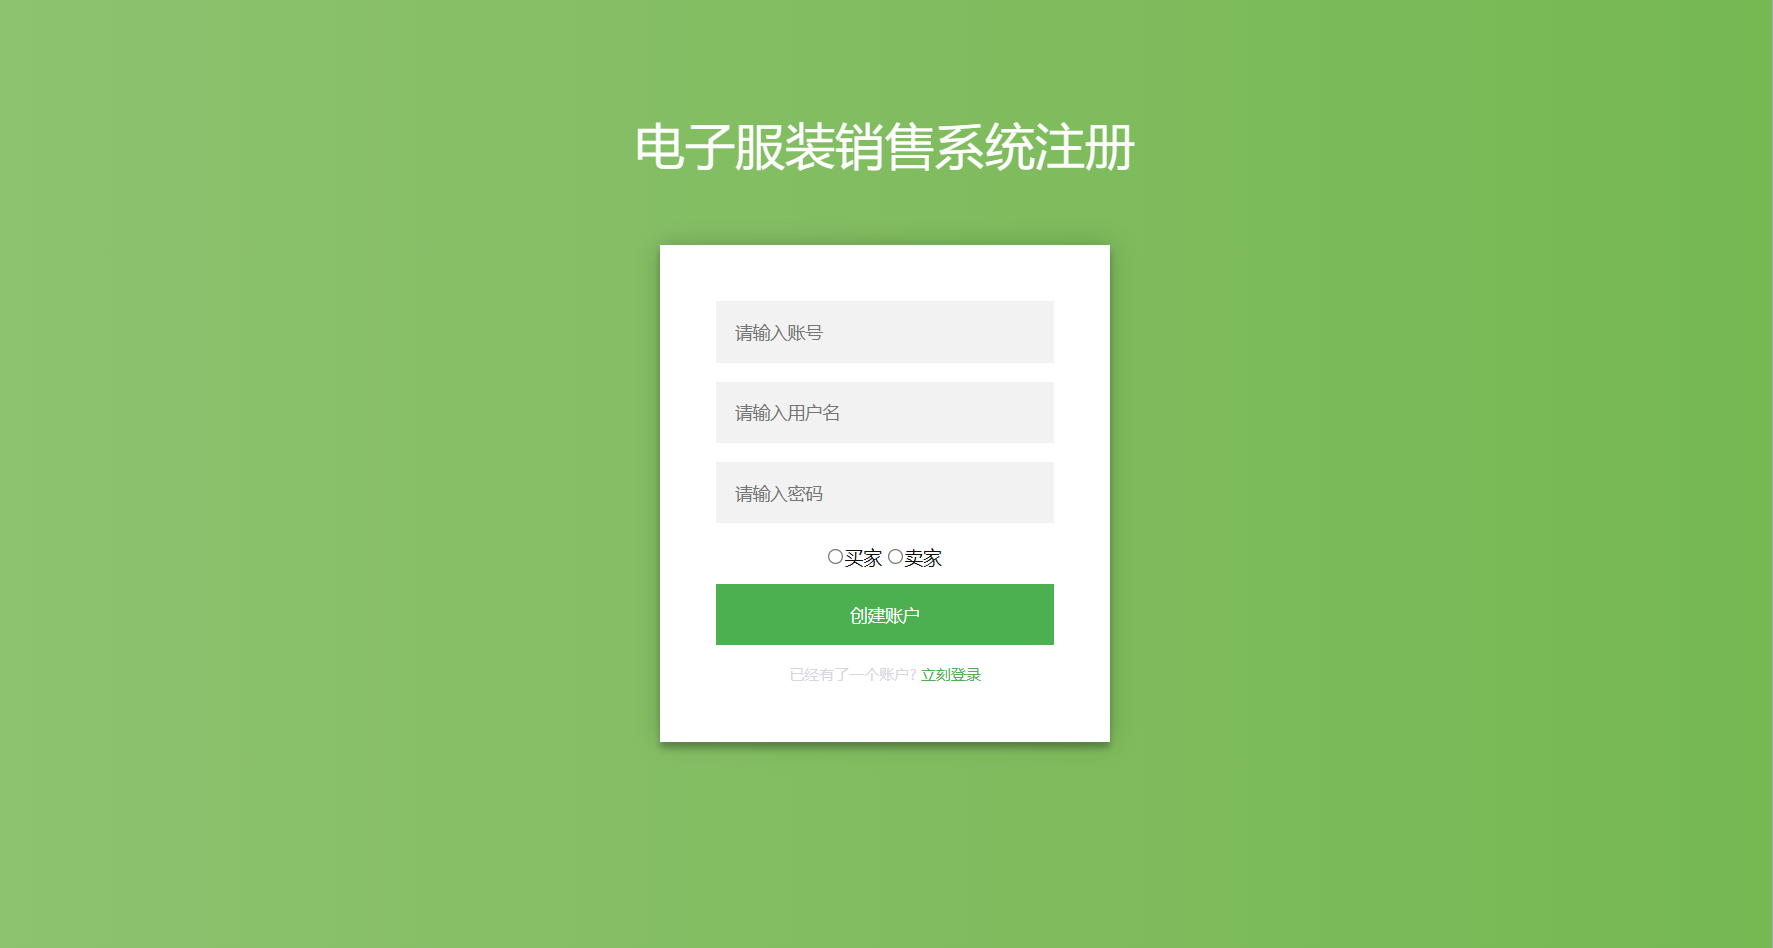 电子服装销售系统注册
请输入账号
请输入用户名
请输入密码
买家 卖家
创建账户
已经有了一个账户? 立刻登录